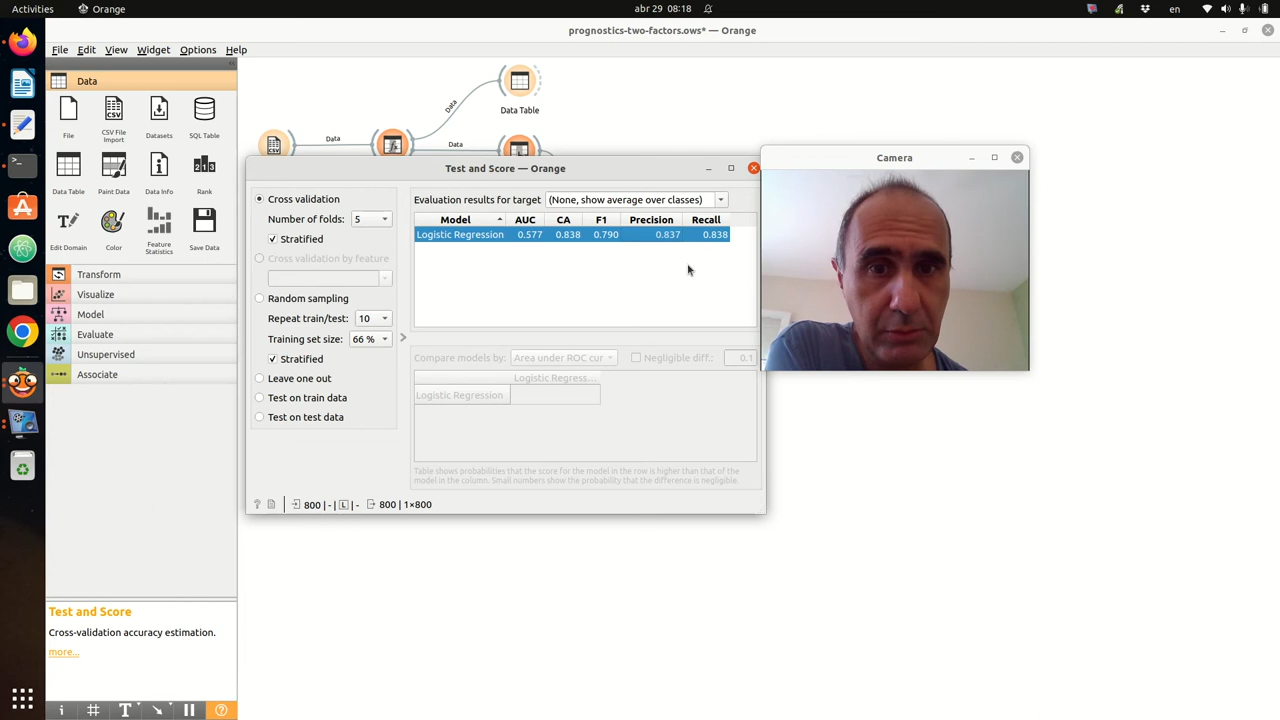 Activities
Orange
abr 29 08:18
en
prognostics-two-factors.ows* — Orange
File Edit View Widget Options Help
Data
File
CSV File Import
Datasets
SQL Table
Data Table
Paint Data
Data Info
Rank
Edit Domain
Color
Feature Statistics
Save Data
Transform
Visualize
Model
Evaluate
Unsupervised
Associate
Test and Score
Cross-validation accuracy estimation.
more...
Data
Data Table
Data
Data
Test and Score — Orange
Cross validation
Number of folds: 5
Stratified
Cross validation by feature
Random sampling
Repeat train/test: 10
Training set size: 66 %
Stratified
Leave one out
Test on train data
Test on test data
Evaluation results for target (None, show average over classes)
Model AUC CA F1 Precision Recall
Logistic Regression 0.577 0.838 0.790 0.837 0.838
Compare models by: Area under ROC cur Negligible diff.: 0.1
Logistic Regress...
Logistic Regression
Table shows probabilities that the score for the model in the row is higher than that of the
model in the column. Small numbers show the probability that the difference is negligible.
800 | - | L | - 800 | 1×800
Camera